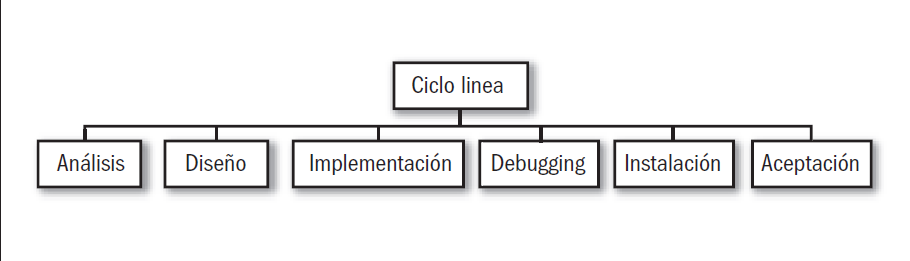 Ciclo linea
Análisis
Diseño
Implementación
Debugging
Instalación
Aceptación